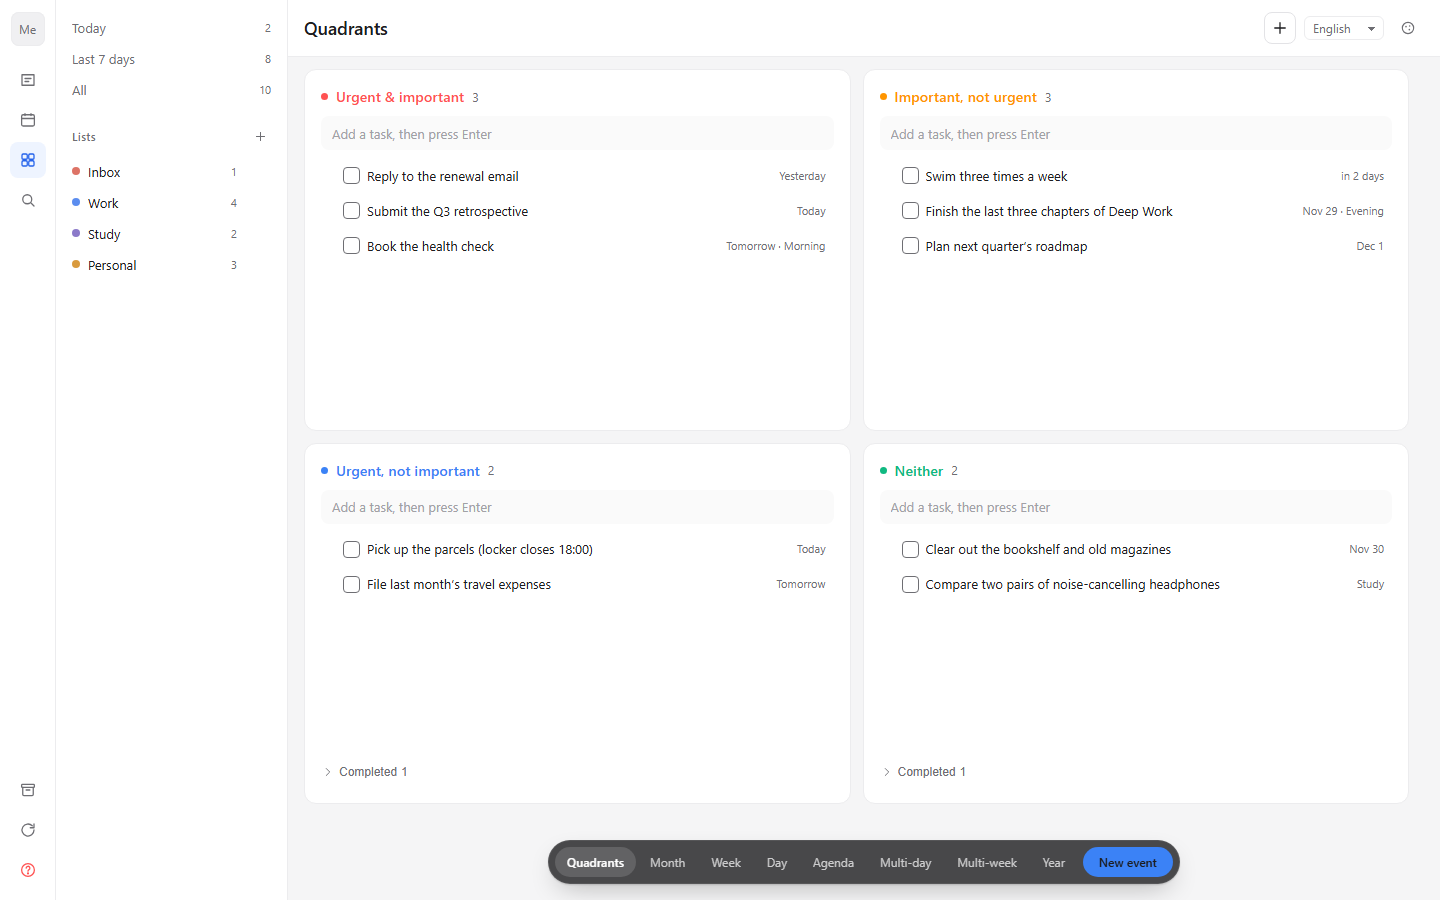 Me
Today 2
Last 7 days 8
All 10
Lists
Inbox 1
Work 4
Study 2
Personal 3
Quadrants
English
Urgent & important 3
Add a task, then press Enter
Reply to the renewal email Yesterday
Submit the Q3 retrospective Today
Book the health check Tomorrow · Morning
Important, not urgent 3
Add a task, then press Enter
Swim three times a week in 2 days
Finish the last three chapters of Deep Work Nov 29 · Evening
Plan next quarter's roadmap Dec 1
Urgent, not important 2
Add a task, then press Enter
Pick up the parcels (locker closes 18:00) Today
File last month's travel expenses Tomorrow
Completed 1
Neither 2
Add a task, then press Enter
Clear out the bookshelf and old magazines Nov 30
Compare two pairs of noise-cancelling headphones Study
Completed 1
Quadrants Month Week Day Agenda Multi-day Multi-week Year New event